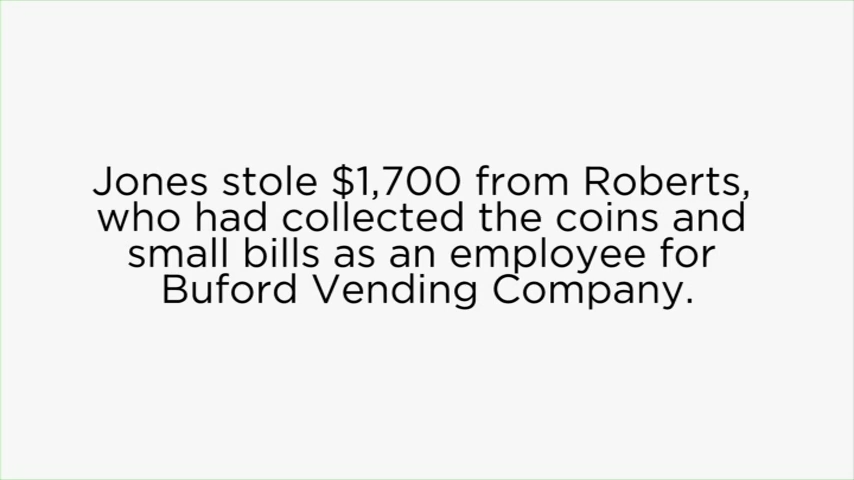 Jones stole $1,700 from Roberts,
who had collected the coins and
small bills as an employee for
Buford Vending Company.